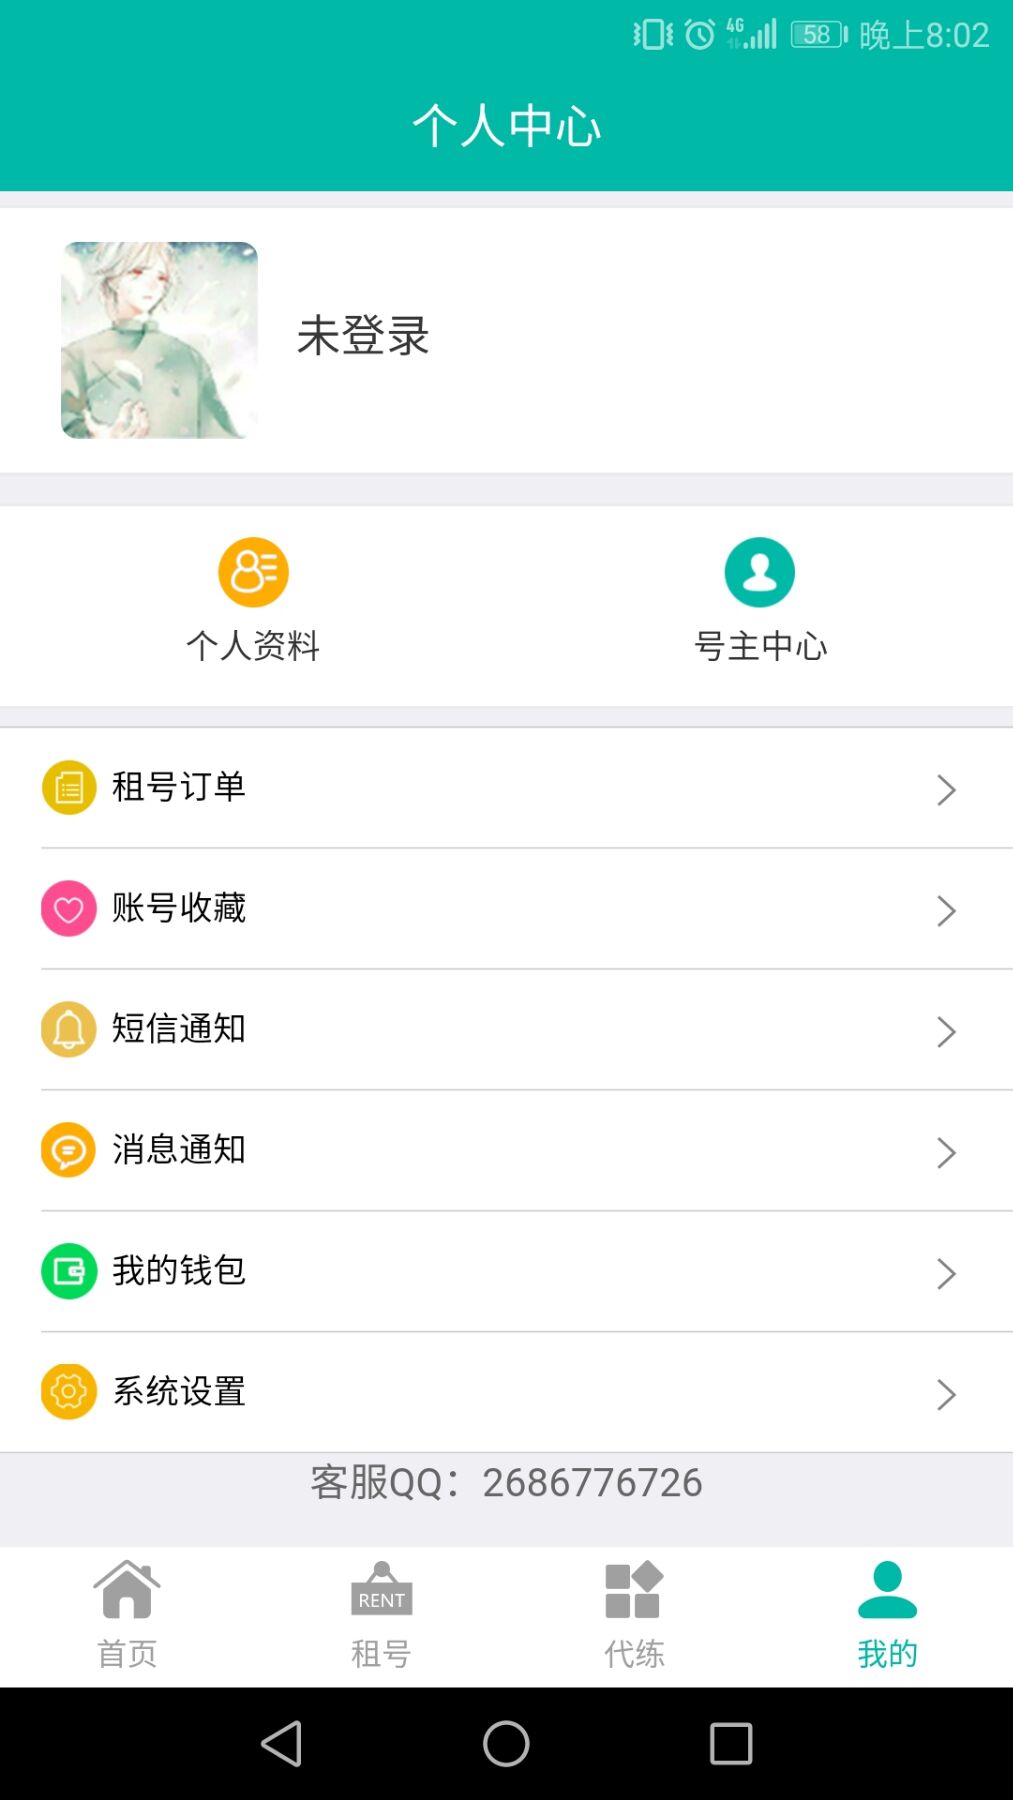 4G 58 晚上8:02
个人中心
未登录
个人资料 号主中心
租号订单
账号收藏
短信通知
消息通知
我的钱包
系统设置
客服QQ：2686776726
RENT
首页 租号 代练 我的